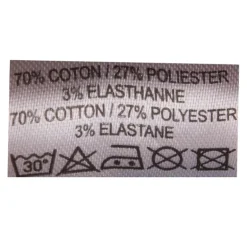 70% COTON / 27% POLIESTER
3% ELASTHANNE
70% COTTON / 27% POLYESTER
3% ELASTANE
30°